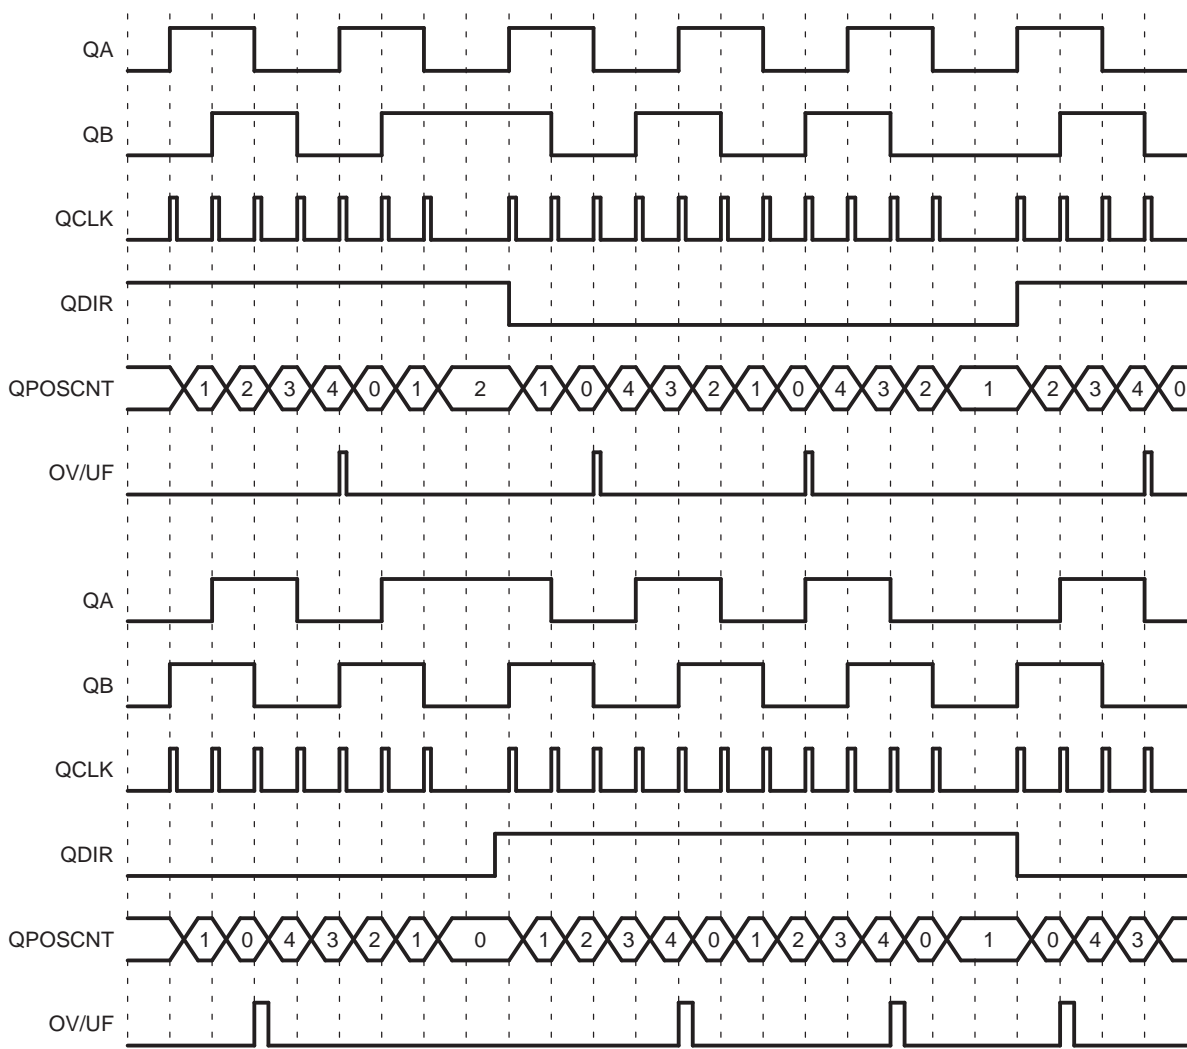 QA
QB
QCLK
QDIR
QPOSCNT 1 2 3 4 0 1 2 1 0 4 3 2 1 0 4 3 2 1 2 3 4 0
OV/UF
QA
QB
QCLK
QDIR
QPOSCNT 1 0 4 3 2 1 0 1 2 3 4 0 1 2 3 4 0 1 0 4 3
OV/UF